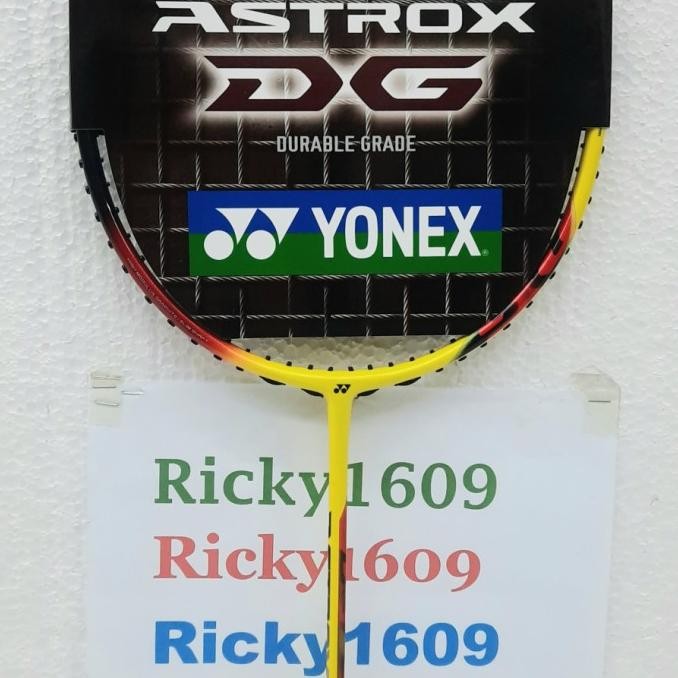 ASTROX
DG
DURABLE GRADE
YONEX
Ricky1609
Ricky1609
Ricky1609